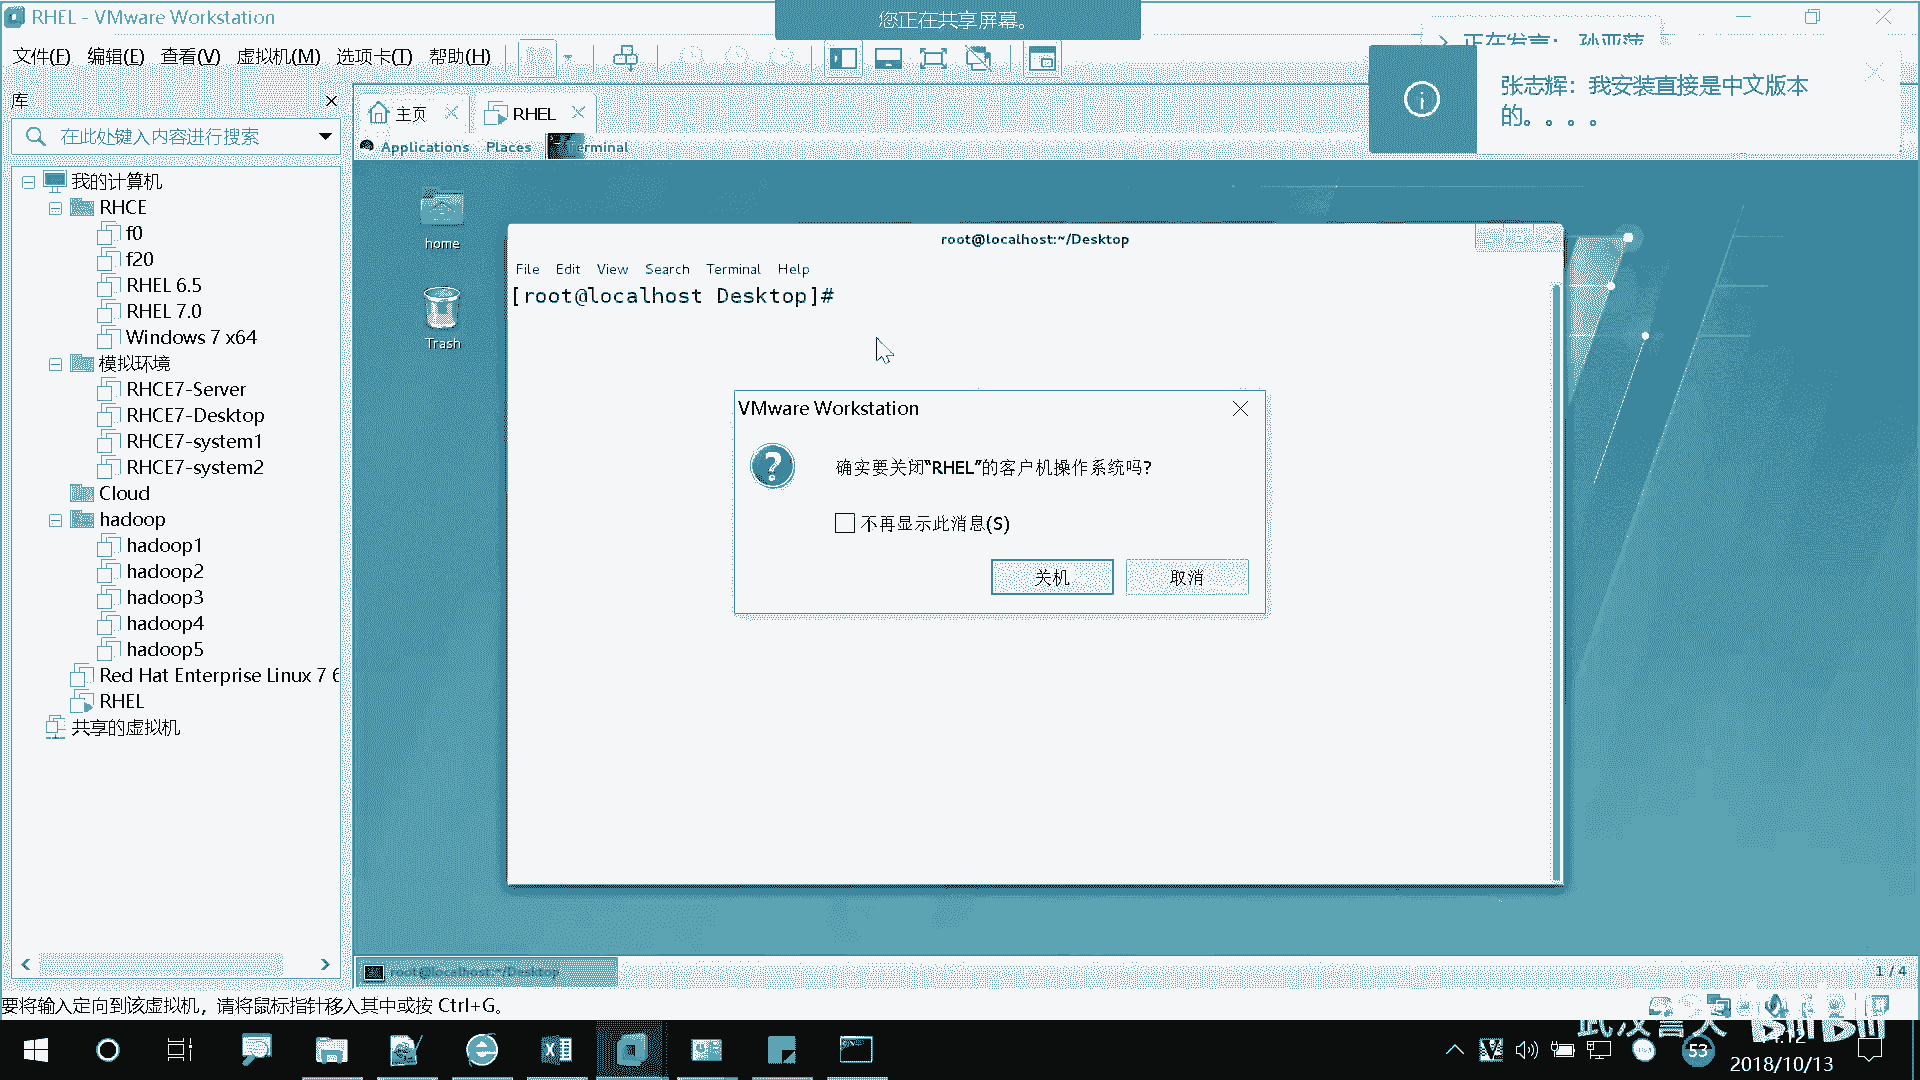 RHEL - VMware Workstation
您正在共享屏幕。
文件(F) 编辑(E) 查看(V) 虚拟机(M) 选项卡(T) 帮助(H)
正在发言： 孙亚萍
张志辉：我安装直接是中文版本
的。。。。
库
主页
RHEL
在此处键入内容进行搜索
Applications Places Terminal
我的计算机
RHCE
f0
f20
RHEL 6.5
RHEL 7.0
Windows 7 x64
模拟环境
RHCE7-Server
RHCE7-Desktop
RHCE7-system1
RHCE7-system2
Cloud
hadoop
hadoop1
hadoop2
hadoop3
hadoop4
hadoop5
Red Hat Enterprise Linux 7 6
RHEL
共享的虚拟机
home
Trash
root@localhost:~/Desktop
File Edit View Search Terminal Help
[root@localhost Desktop]#
VMware Workstation
确实要关闭“RHEL”的客户机操作系统吗?
不再显示此消息(S)
关机
取消
root@localhost:~/Desktop
1 / 4
要将输入定向到该虚拟机，请将鼠标指针移入其中或按 Ctrl+G。
53
2018/10/13